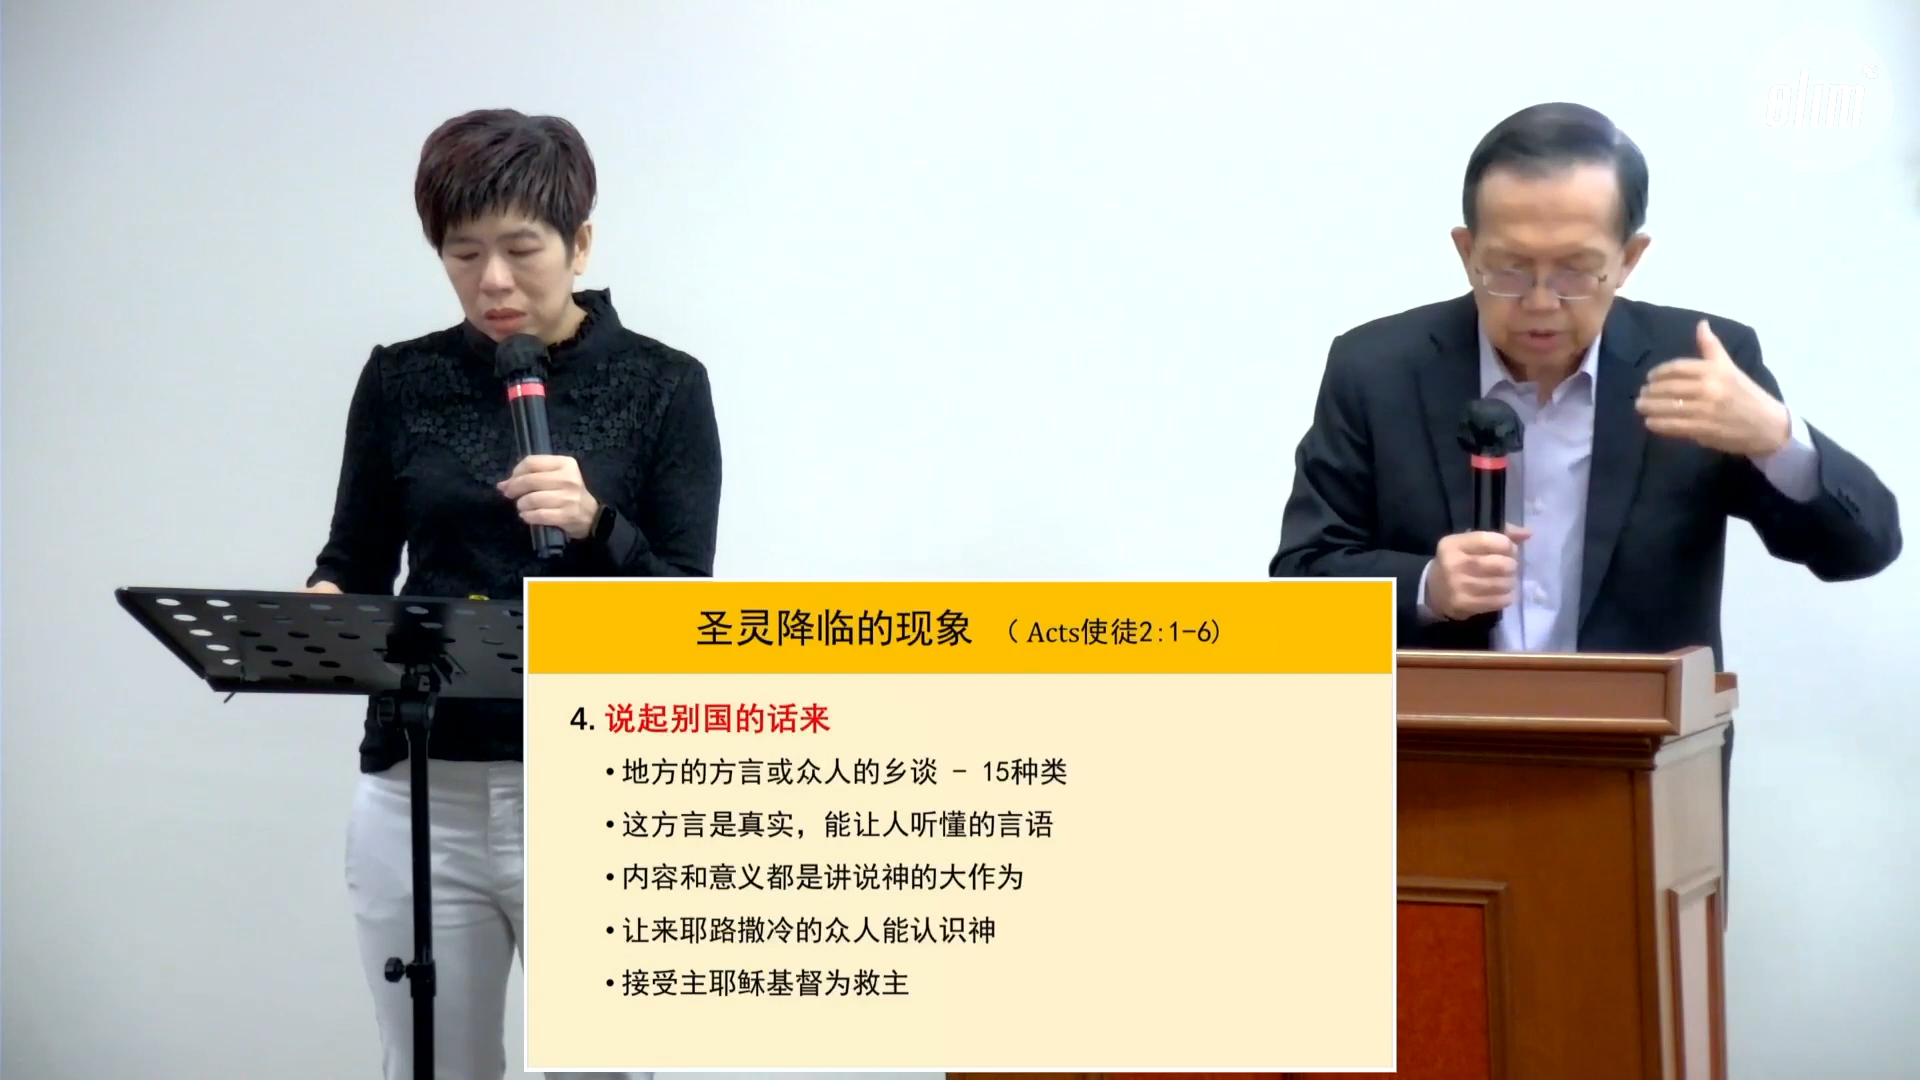 olim
圣灵降临的现象 （Acts使徒2:1-6)
4. 说起别国的话来
•地方的方言或众人的乡谈 - 15种类
•这方言是真实，能让人听懂的言语
•内容和意义都是讲说神的大作为
•让来耶路撒冷的众人能认识神
•接受主耶稣基督为救主